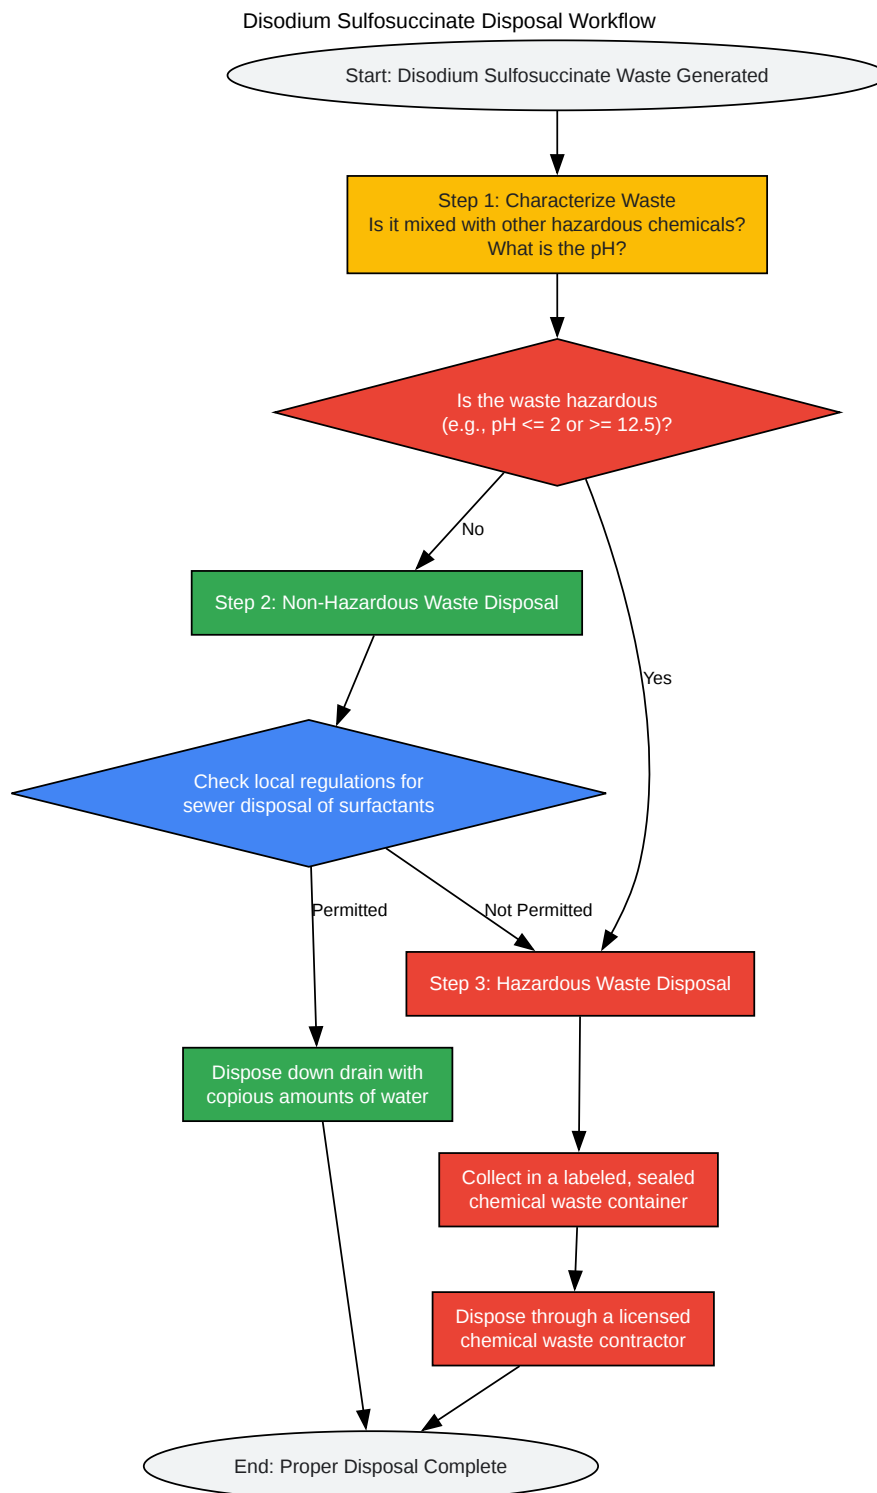 Disodium Sulfosuccinate Disposal Workflow
Start: Disodium Sulfosuccinate Waste Generated
Step 1: Characterize Waste
Is it mixed with other hazardous chemicals?
What is the pH?
Is the waste hazardous
(e.g., pH <= 2 or >= 12.5)?
No
Step 2: Non-Hazardous Waste Disposal
Yes
Check local regulations for
sewer disposal of surfactants
Permitted
Not Permitted
Step 3: Hazardous Waste Disposal
Dispose down drain with
copious amounts of water
Collect in a labeled, sealed
chemical waste container
Dispose through a licensed
chemical waste contractor
End: Proper Disposal Complete